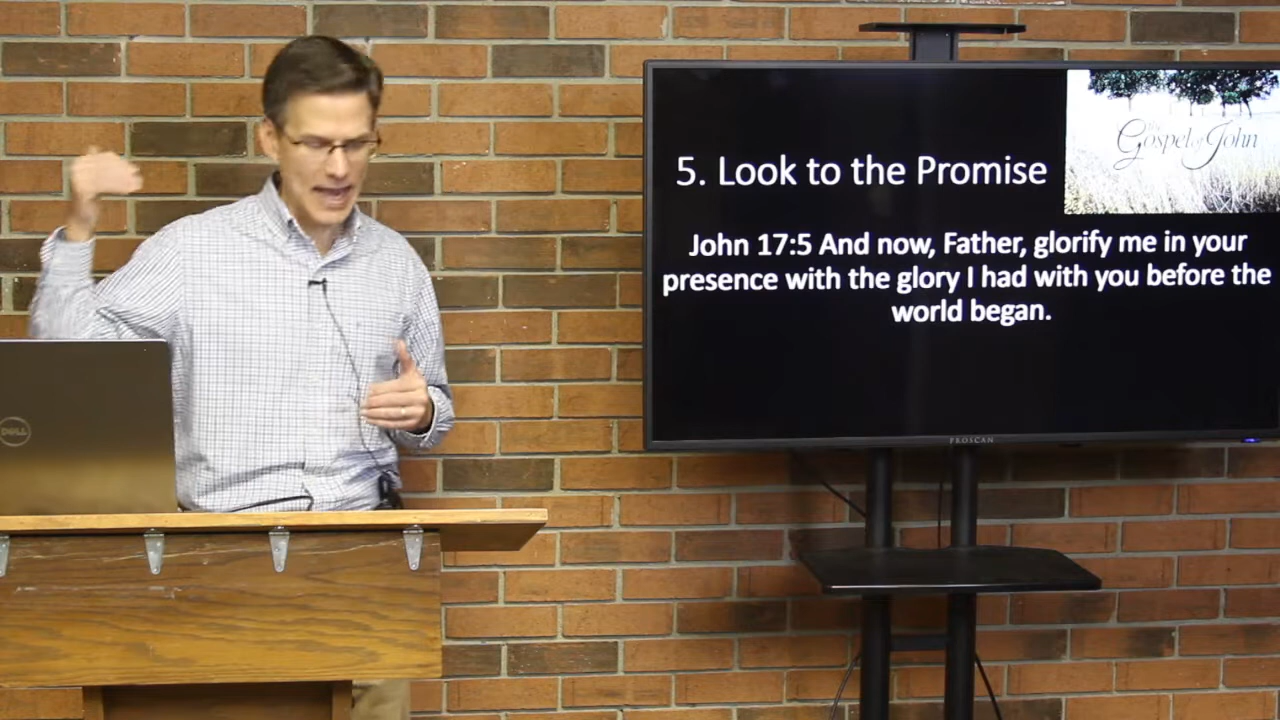 5. Look to the Promise
the
Gospel of John
John 17:5 And now, Father, glorify me in your
presence with the glory I had with you before the
world began.
PROSCAN
DELL